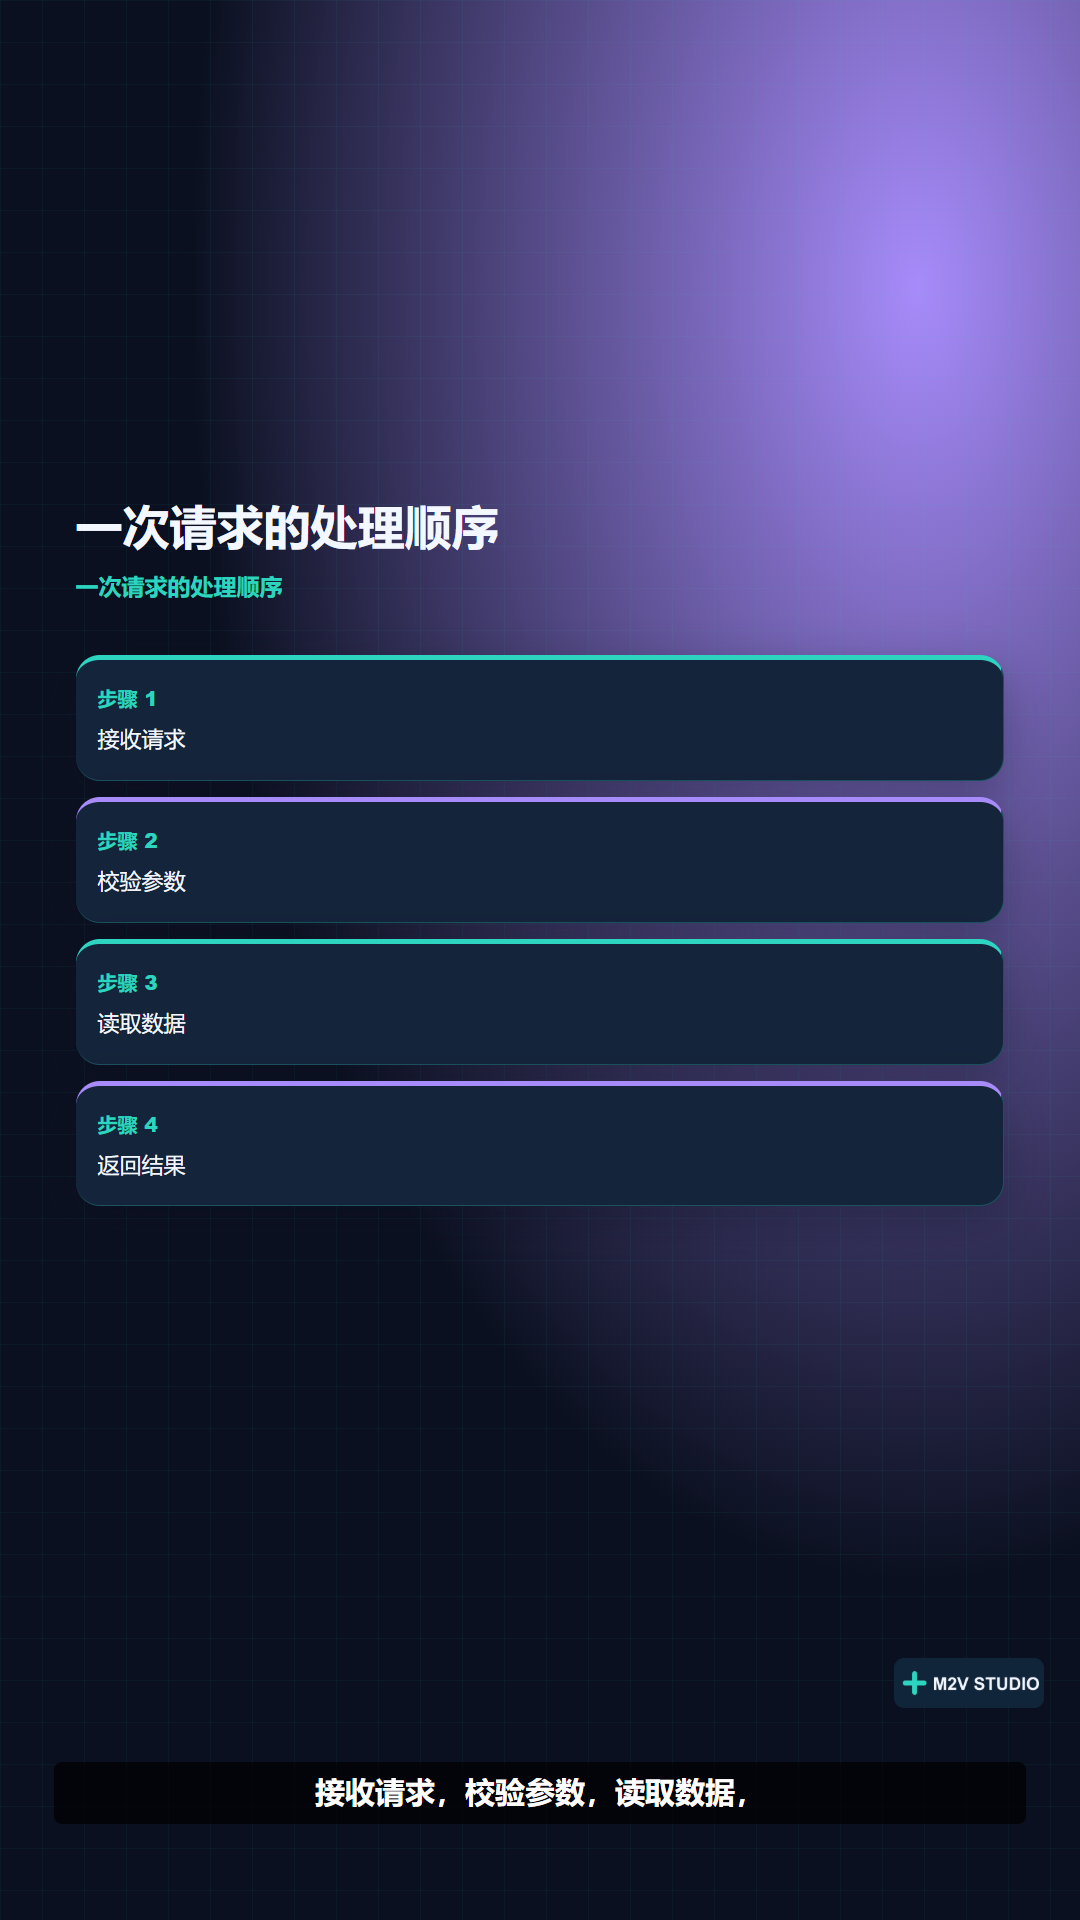 一次请求的处理顺序
一次请求的处理顺序
步骤 1
接收请求
步骤 2
校验参数
步骤 3
读取数据
步骤 4
返回结果
M2V STUDIO
接收请求，校验参数，读取数据，